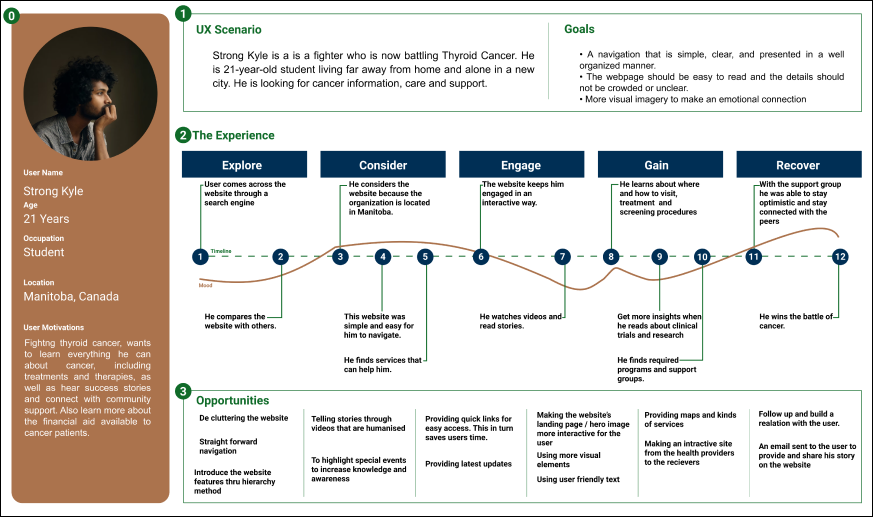 0
User Name
Strong Kyle
Age
21 Years
Occupation
Student
Location
Manitoba, Canada
User Motivations
Fightng thyroid cancer, wants
to learn everything he can
about cancer, including
treatments and therapies, as
well as hear success stories
and connect with community
support. Also learn more about
the financial aid available to
cancer patients.
1
UX Scenario
Strong Kyle is a is a fighter who is now battling Thyroid Cancer. He
is 21-year-old student living far away from home and alone in a new
city. He is looking for cancer information, care and support.
Goals
• A navigation that is simple, clear, and presented in a well
organized manner.
• The webpage should be easy to read and the details should
not be crowded or unclear.
• More visual imagery to make an emotional connection
2 The Experience
Explore
Consider
Engage
Gain
Recover
User comes across the
website through a
search engine
He considers the
website because the
organization is located
in Manitoba.
The website keeps him
engaged in an
interactive way.
He learns about where
and how to visit,
treatment and
screening procedures
With the support group
he was able to stay
optimistic and stay
connected with the
peers
Timeline
1 2 3 4 5 6 7 8 9 10 11 12
Mood
He compares the
website with others.
This website was
simple and easy for
him to navigate.
He finds services that
can help him.
He watches videos and
read stories.
Get more insights when
he reads about clinical
trials and research
He finds required
programs and support
groups.
He wins the battle of
cancer.
3
Opportunities
De cluttering the website
Straight forward
navigation
Introduce the website
features thru hierarchy
method
Telling stories through
videos that are humanised
To highlight special events
to increase knowledge and
awareness
Providing quick links for
easy access. This in turn
saves users time.
Providing latest updates
Making the website's
landing page / hero image
more interactive for the
user
Using more visual
elements
Using user friendly text
Providing maps and kinds
of services
Making an intractive site
from the health providers
to the recievers
Follow up and build a
realation with the user.
An email sent to the user to
provide and share his story
on the website